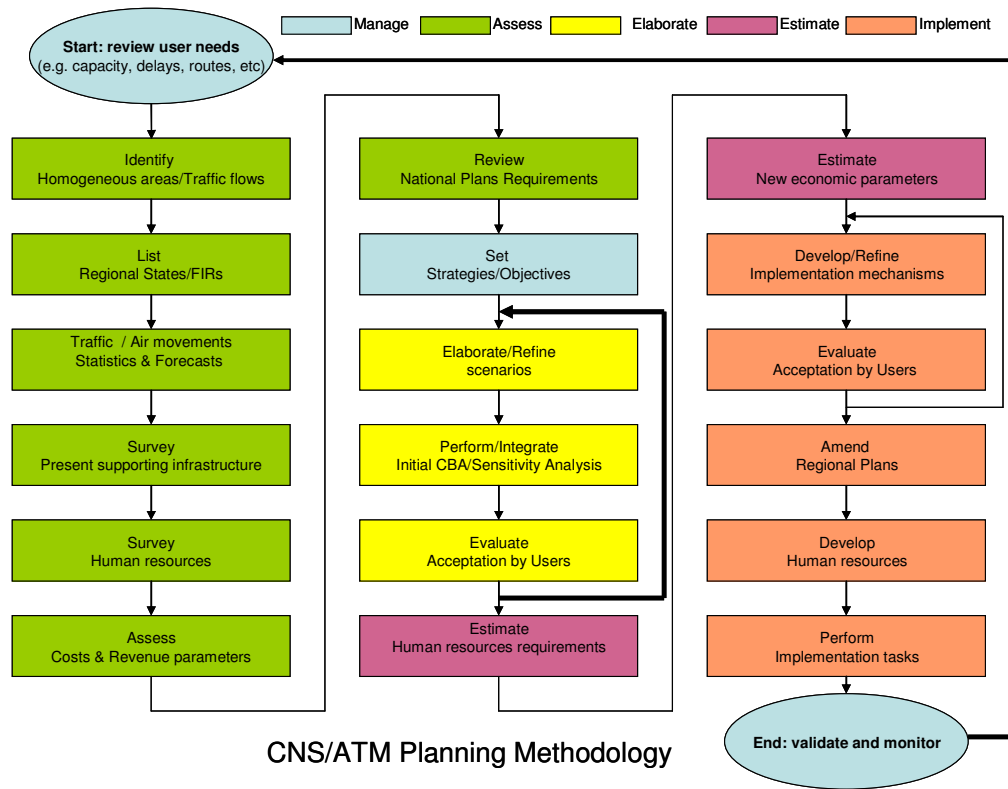 Manage
Assess
Elaborate
Estimate
Implement
Start: review user needs
(e.g. capacity, delays, routes, etc)
Identify
Homogeneous areas/Traffic flows
List
Regional States/FIRs
Traffic / Air movements
Statistics & Forecasts
Survey
Present supporting infrastructure
Survey
Human resources
Assess
Costs & Revenue parameters
Review
National Plans Requirements
Set
Strategies/Objectives
Elaborate/Refine
scenarios
Perform/Integrate
Initial CBA/Sensitivity Analysis
Evaluate
Acceptation by Users
Estimate
Human resources requirements
Estimate
New economic parameters
Develop/Refine
Implementation mechanisms
Evaluate
Acceptation by Users
Amend
Regional Plans
Develop
Human resources
Perform
Implementation tasks
End: validate and monitor
CNS/ATM Planning Methodology